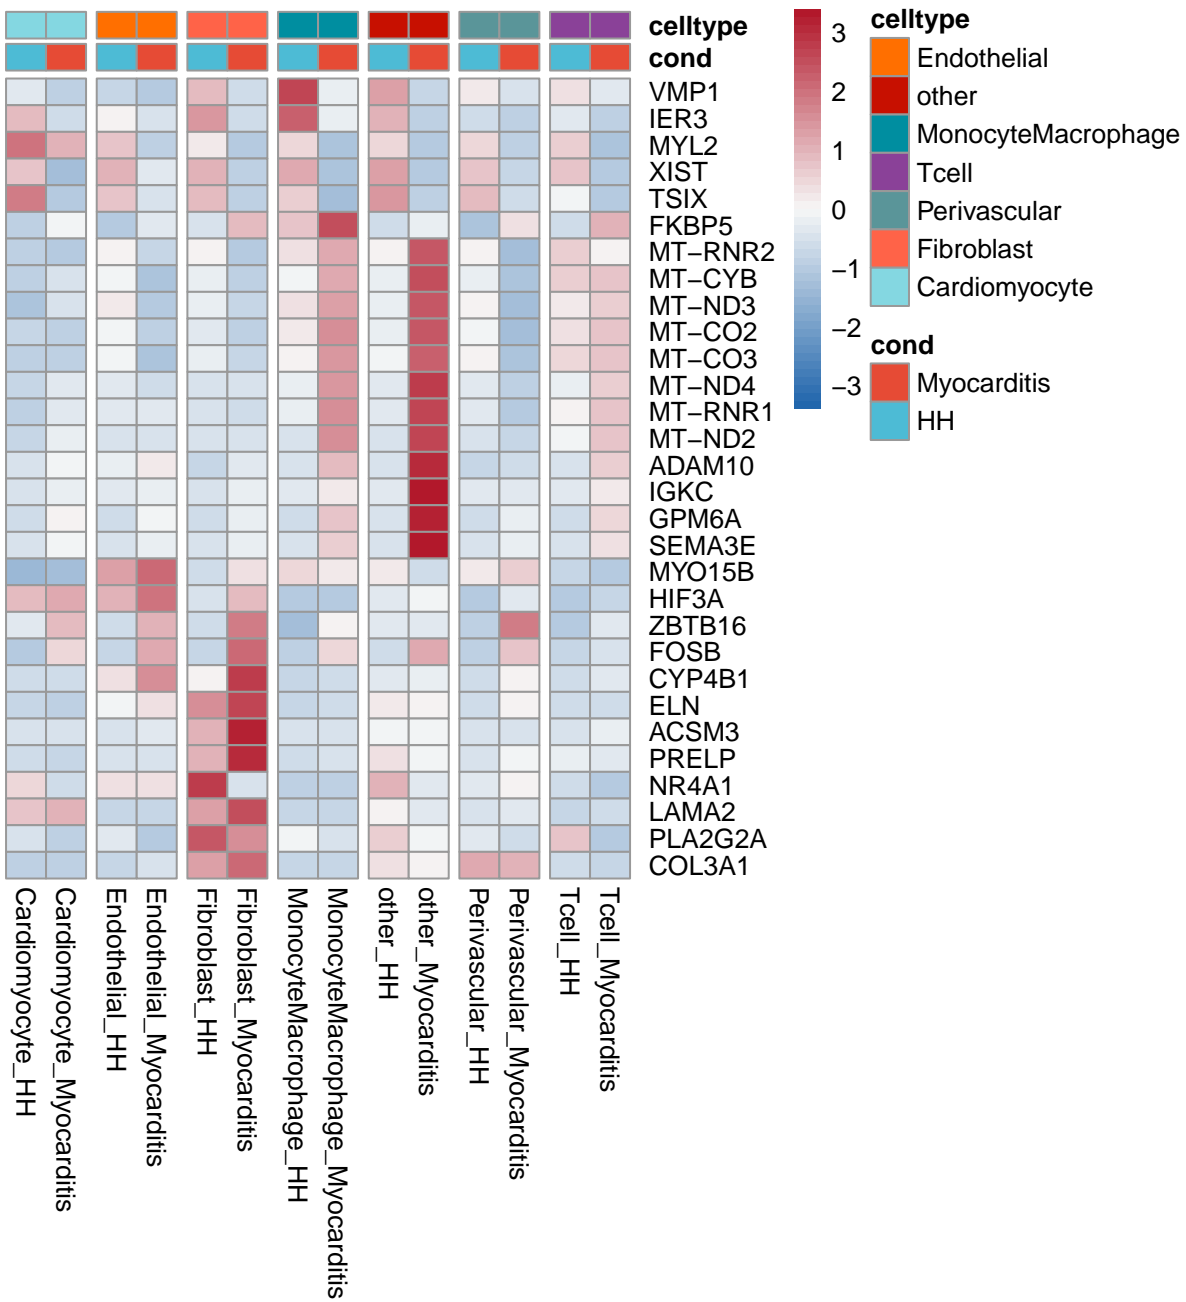 celltype
cond
VMP1
IER3
MYL2
XIST
TSIX
FKBP5
MT−RNR2
MT−CYB
MT−ND3
MT−CO2
MT−CO3
MT−ND4
MT−RNR1
MT−ND2
ADAM10
IGKC
GPM6A
SEMA3E
MYO15B
HIF3A
ZBTB16
FOSB
CYP4B1
ELN
ACSM3
PRELP
NR4A1
LAMA2
PLA2G2A
COL3A1
Cardiomyocyte_HH
Cardiomyocyte_Myocarditis
Endothelial_HH
Endothelial_Myocarditis
Fibroblast_HH
Fibroblast_Myocarditis
MonocyteMacrophage_HH
MonocyteMacrophage_Myocarditis
other_HH
other_Myocarditis
Perivascular_HH
Perivascular_Myocarditis
Tcell_HH
Tcell_Myocarditis
3
2
1
0
−1
−2
−3
celltype
Endothelial
other
MonocyteMacrophage
Tcell
Perivascular
Fibroblast
Cardiomyocyte
cond
Myocarditis
HH